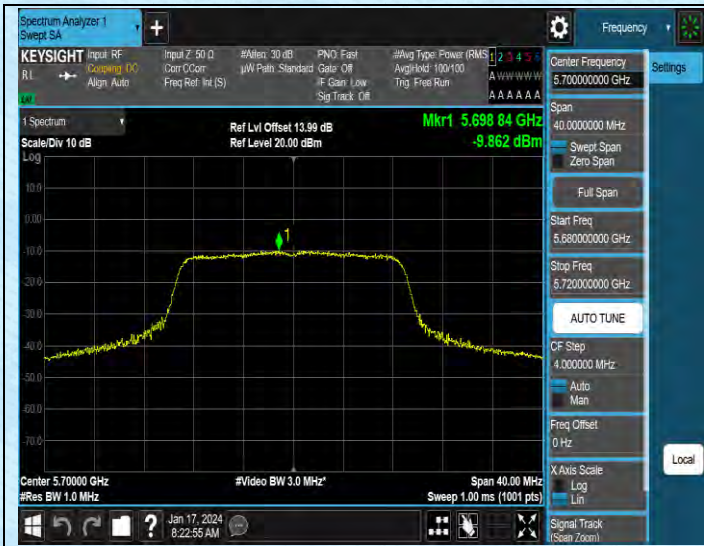 Spectrum Analyzer 1
Swept SA
Frequency
KEYSIGHT
Input: RF
Input Z: 50 Ω
#Atten: 30 dB
PNO: Fast
#Avg Type: Power (RMS
1 2 3 4 5 6
RL
Coupling: DC
Corr CCorr
µW Path: Standard
Gate: Off
Avg|Hold: 100/100
A W W W W W
Align: Auto
Freq Ref: Int (S)
IF Gain: Low
Trig: Free Run
Sig Track: Off
A A A A A A
Center Frequency
5.700000000 GHz
Settings
Span
40.0000000 MHz
Swept Span
Zero Span
Full Span
Start Freq
5.680000000 GHz
Stop Freq
5.720000000 GHz
AUTO TUNE
CF Step
4.000000 MHz
Auto
Man
Freq Offset
0 Hz
X Axis Scale
Log
Lin
Local
Signal Track
(Span Zoom)
1 Spectrum
Ref Lvl Offset 13.99 dB
Mkr1 5.698 84 GHz
Scale/Div 10 dB
Ref Level 20.00 dBm
-9.862 dBm
Log
10.0
0.00
-10.0
1
-20.0
-30.0
-40.0
-50.0
-60.0
-70.0
Center 5.70000 GHz
#Video BW 3.0 MHz*
Span 40.00 MHz
#Res BW 1.0 MHz
Sweep 1.00 ms (1001 pts)
?
Jan 17, 2024
8:22:55 AM